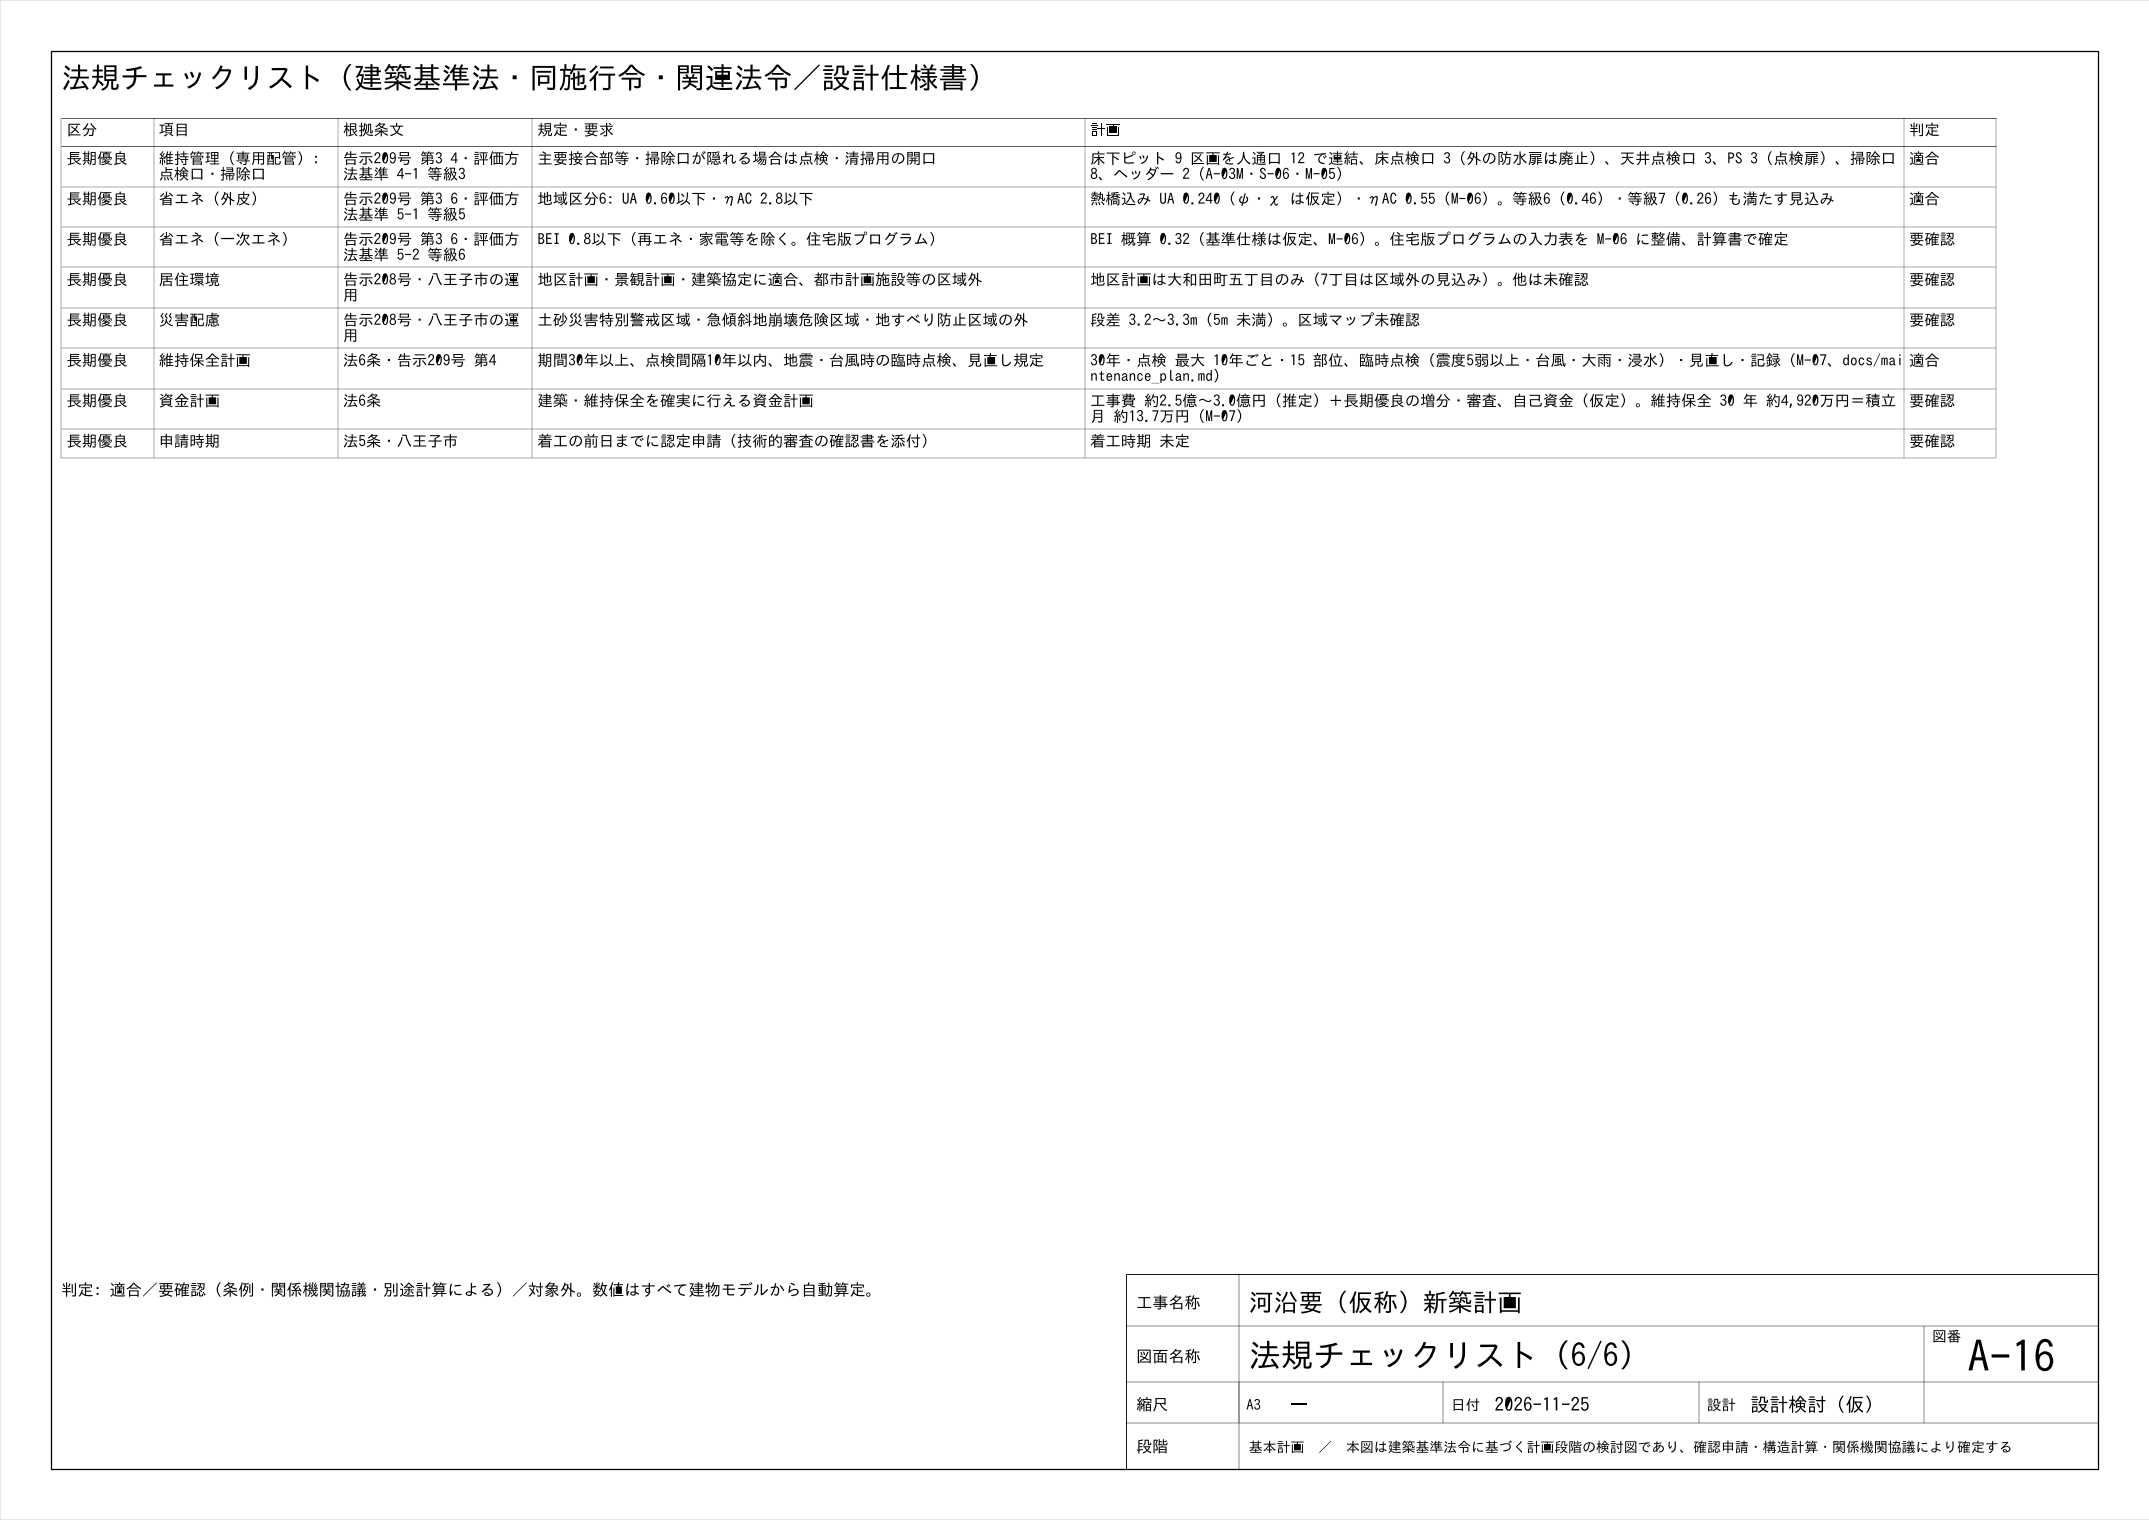 法規チェックリスト（建築基準法・同施行令・関連法令／設計仕様書）
区分 項目 根拠条文 規定・要求 計画 判定
長期優良 維持管理（専用配管）: 告示209号 第3 4・評価方 主要接合部等・掃除口が隠れる場合は点検・清掃用の開口 床下ピット 9 区画を人通口 12 で連結、床点検口 3（外の防水扉は廃止）、天井点検口 3、PS 3（点検扉）、掃除口 適合
点検口・掃除口 法基準 4-1 等級3 8、ヘッダー 2（A-03M・S-06・M-05）
長期優良 省エネ（外皮） 告示209号 第3 6・評価方 地域区分6: UA 0.60以下・ηAC 2.8以下 熱橋込み UA 0.240（ψ・χ は仮定）・ηAC 0.55（M-06）。等級6（0.46）・等級7（0.26）も満たす見込み 適合
法基準 5-1 等級5
長期優良 省エネ（一次エネ） 告示209号 第3 6・評価方 BEI 0.8以下（再エネ・家電等を除く。住宅版プログラム） BEI 概算 0.32（基準仕様は仮定、M-06）。住宅版プログラムの入力表を M-06 に整備、計算書で確定 要確認
法基準 5-2 等級6
長期優良 居住環境 告示208号・八王子市の運 地区計画・景観計画・建築協定に適合、都市計画施設等の区域外 地区計画は大和田町五丁目のみ（7丁目は区域外の見込み）。他は未確認 要確認
用
長期優良 災害配慮 告示208号・八王子市の運 土砂災害特別警戒区域・急傾斜地崩壊危険区域・地すべり防止区域の外 段差 3.2～3.3m（5m 未満）。区域マップ未確認 要確認
用
長期優良 維持保全計画 法6条・告示209号 第4 期間30年以上、点検間隔10年以内、地震・台風時の臨時点検、見直し規定 30年・点検 最大 10年ごと・15 部位、臨時点検（震度5弱以上・台風・大雨・浸水）・見直し・記録（M-07、docs/mai 適合
ntenance_plan.md）
長期優良 資金計画 法6条 建築・維持保全を確実に行える資金計画 工事費 約2.5億～3.0億円（推定）＋長期優良の増分・審査、自己資金（仮定）。維持保全 30 年 約4,920万円＝積立 要確認
月 約13.7万円（M-07）
長期優良 申請時期 法5条・八王子市 着工の前日までに認定申請（技術的審査の確認書を添付） 着工時期 未定 要確認
判定: 適合／要確認（条例・関係機関協議・別途計算による）／対象外。数値はすべて建物モデルから自動算定。
工事名称 河沿要（仮称）新築計画
図面名称 法規チェックリスト（6/6） 図番 A-16
縮尺 A3 ― 日付 2026-11-25 設計 設計検討（仮）
段階 基本計画 ／ 本図は建築基準法令に基づく計画段階の検討図であり、確認申請・構造計算・関係機関協議により確定する